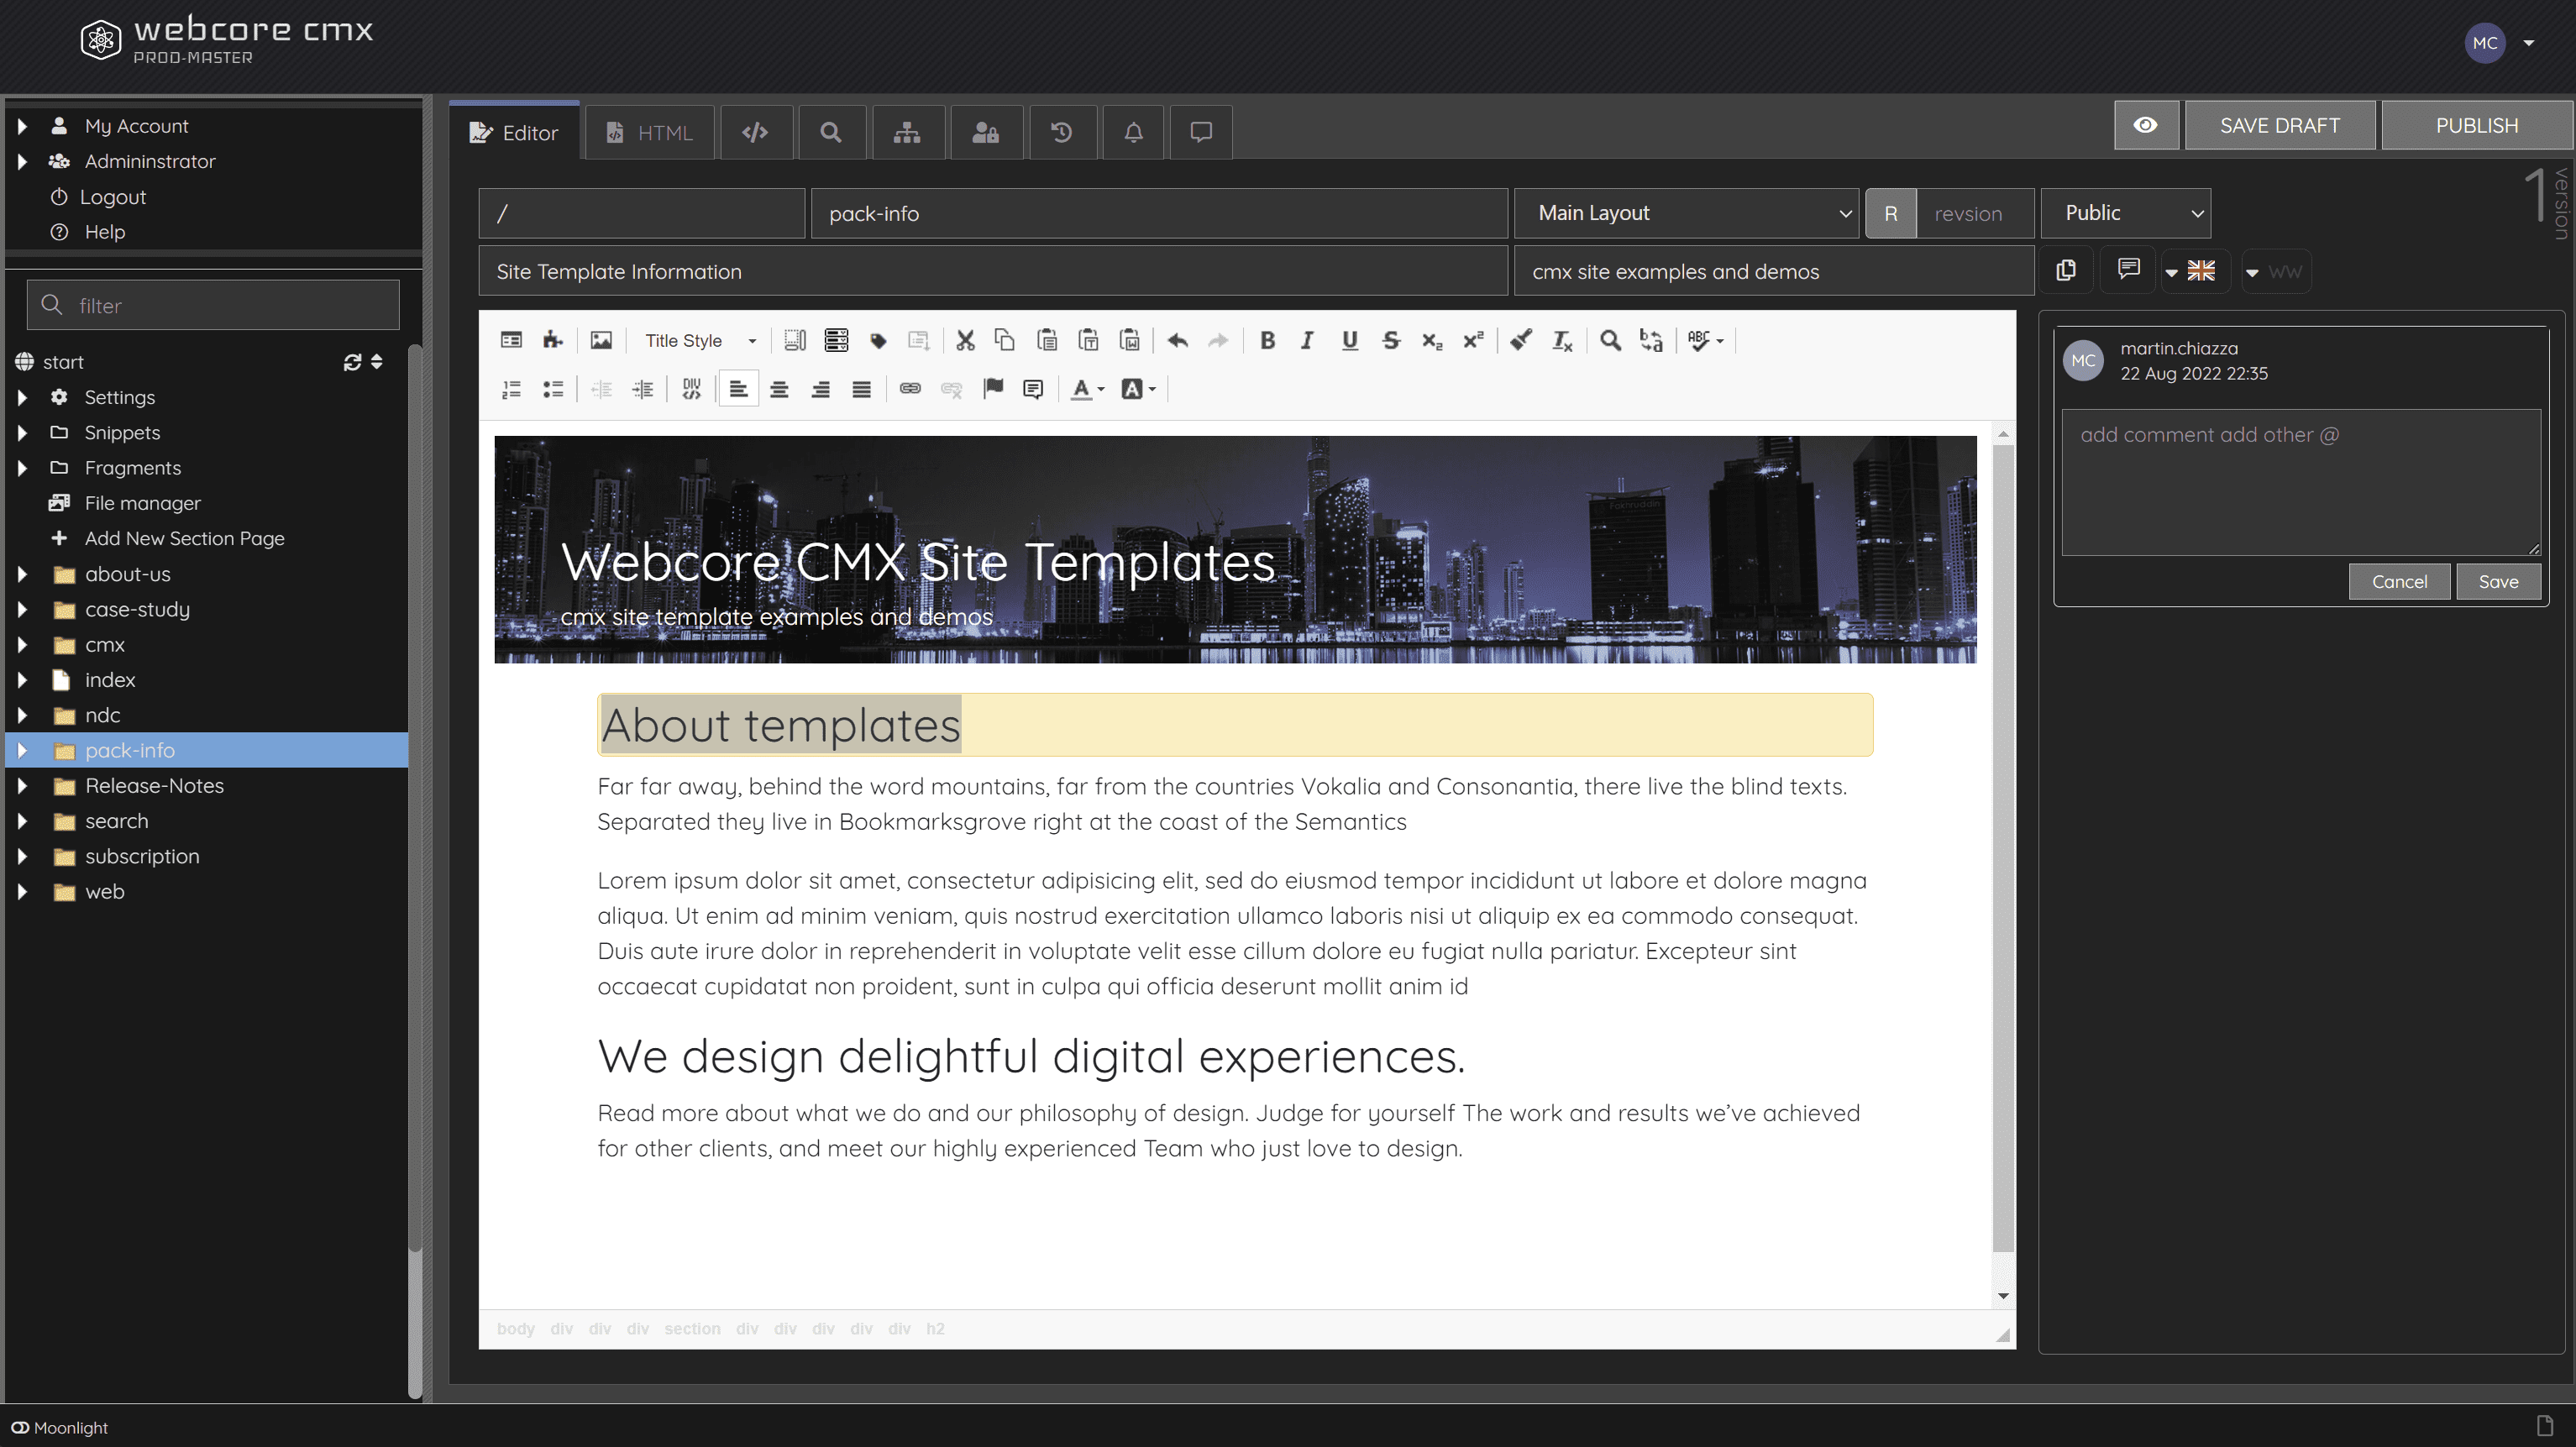 webcore cmx
PROD-MASTER
MC
My Account
Admininstrator
Logout
Help
filter
start
Settings
Snippets
Fragments
File manager
Add New Section Page
about-us
case-study
cmx
index
ndc
pack-info
Release-Notes
search
subscription
web
Editor
HTML
SAVE DRAFT
PUBLISH
/
pack-info
Main Layout
R
revsion
Public
1
version
Site Template Information
cmx site examples and demos
WW
Title Style
Webcore CMX Site Templates
cmx site template examples and demos
About templates
Far far away, behind the word mountains, far from the countries Vokalia and Consonantia, there live the blind texts.
Separated they live in Bookmarksgrove right at the coast of the Semantics
Lorem ipsum dolor sit amet, consectetur adipisicing elit, sed do eiusmod tempor incididunt ut labore et dolore magna
aliqua. Ut enim ad minim veniam, quis nostrud exercitation ullamco laboris nisi ut aliquip ex ea commodo consequat.
Duis aute irure dolor in reprehenderit in voluptate velit esse cillum dolore eu fugiat nulla pariatur. Excepteur sint
occaecat cupidatat non proident, sunt in culpa qui officia deserunt mollit anim id
We design delightful digital experiences.
Read more about what we do and our philosophy of design. Judge for yourself The work and results we’ve achieved
for other clients, and meet our highly experienced Team who just love to design.
body div div div section div div div div div h2
MC
martin.chiazza
22 Aug 2022 22:35
add comment add other @
Cancel
Save
Moonlight